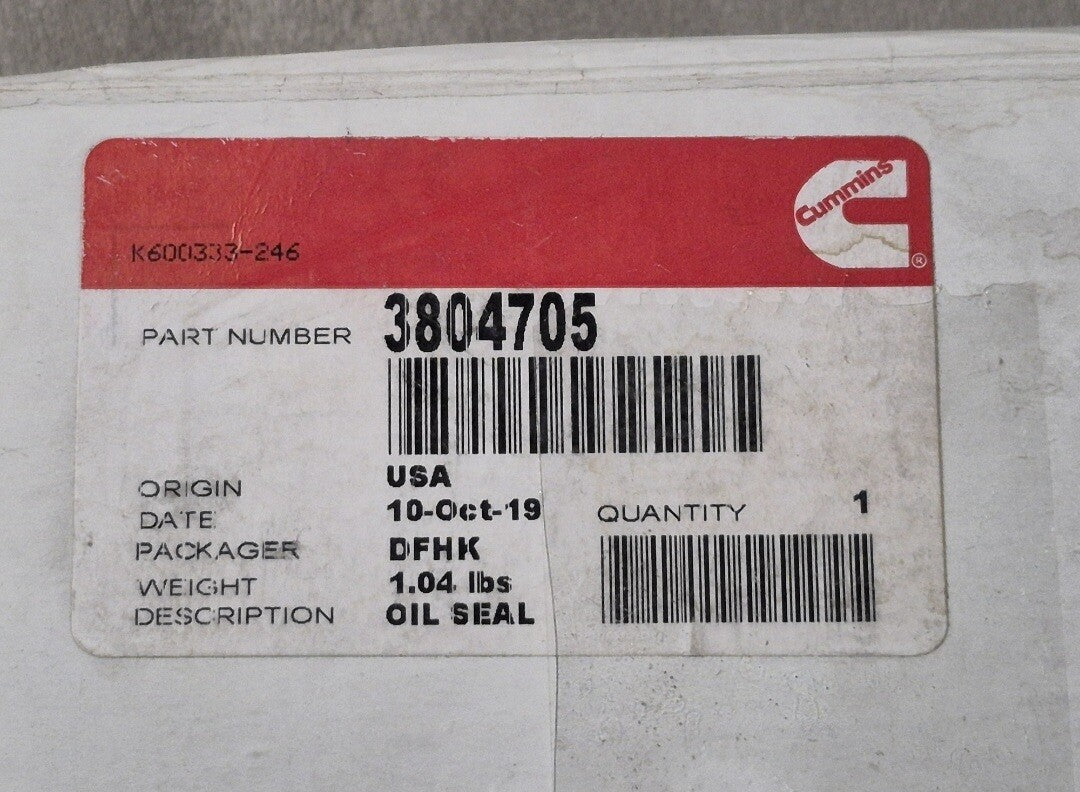 Cummins
®
K600333-246
PART NUMBER 3804705
ORIGIN USA
DATE 10-Oct-19
QUANTITY 1
PACKAGER DFHK
WEIGHT 1.04 lbs
DESCRIPTION OIL SEAL